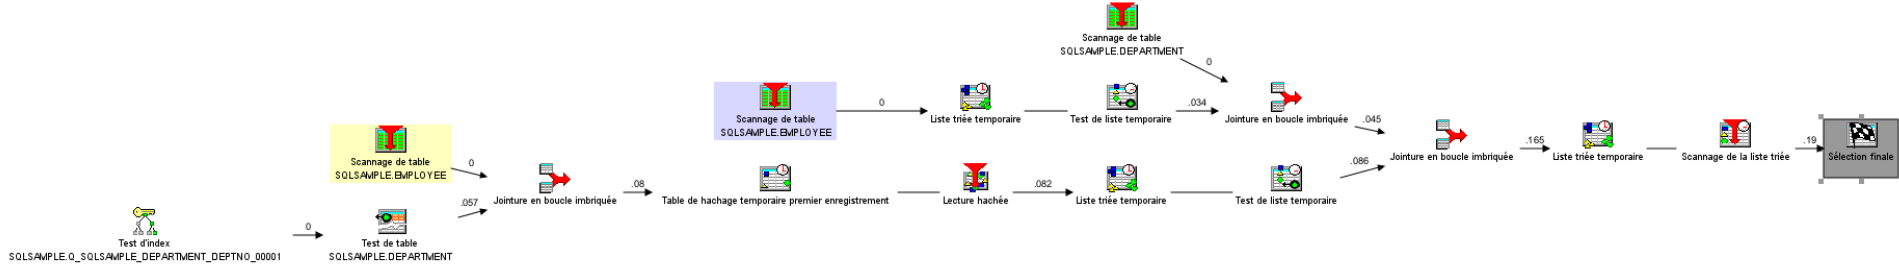 Scannage de table
SQLSAMPLE.DEPARTMENT
0
Scannage de table
SQLSAMPLE.EMPLOYEE
0
Liste triée temporaire
Test de liste temporaire
.034
Jointure en boucle imbriquée
.045
Scannage de table
SQLSAMPLE.EMPLOYEE
0
Jointure en boucle imbriquée
.08
Table de hachage temporaire premier enregistrement
Lecture hachée
.082
Liste triée temporaire
Test de liste temporaire
.086
Jointure en boucle imbriquée
.165
Liste triée temporaire
Scannage de la liste triée
.19
Sélection finale
Test d'index
SQLSAMPLE.Q_SQLSAMPLE_DEPARTMENT_DEPTNO_00001
0
Test de table
SQLSAMPLE.DEPARTMENT
.057